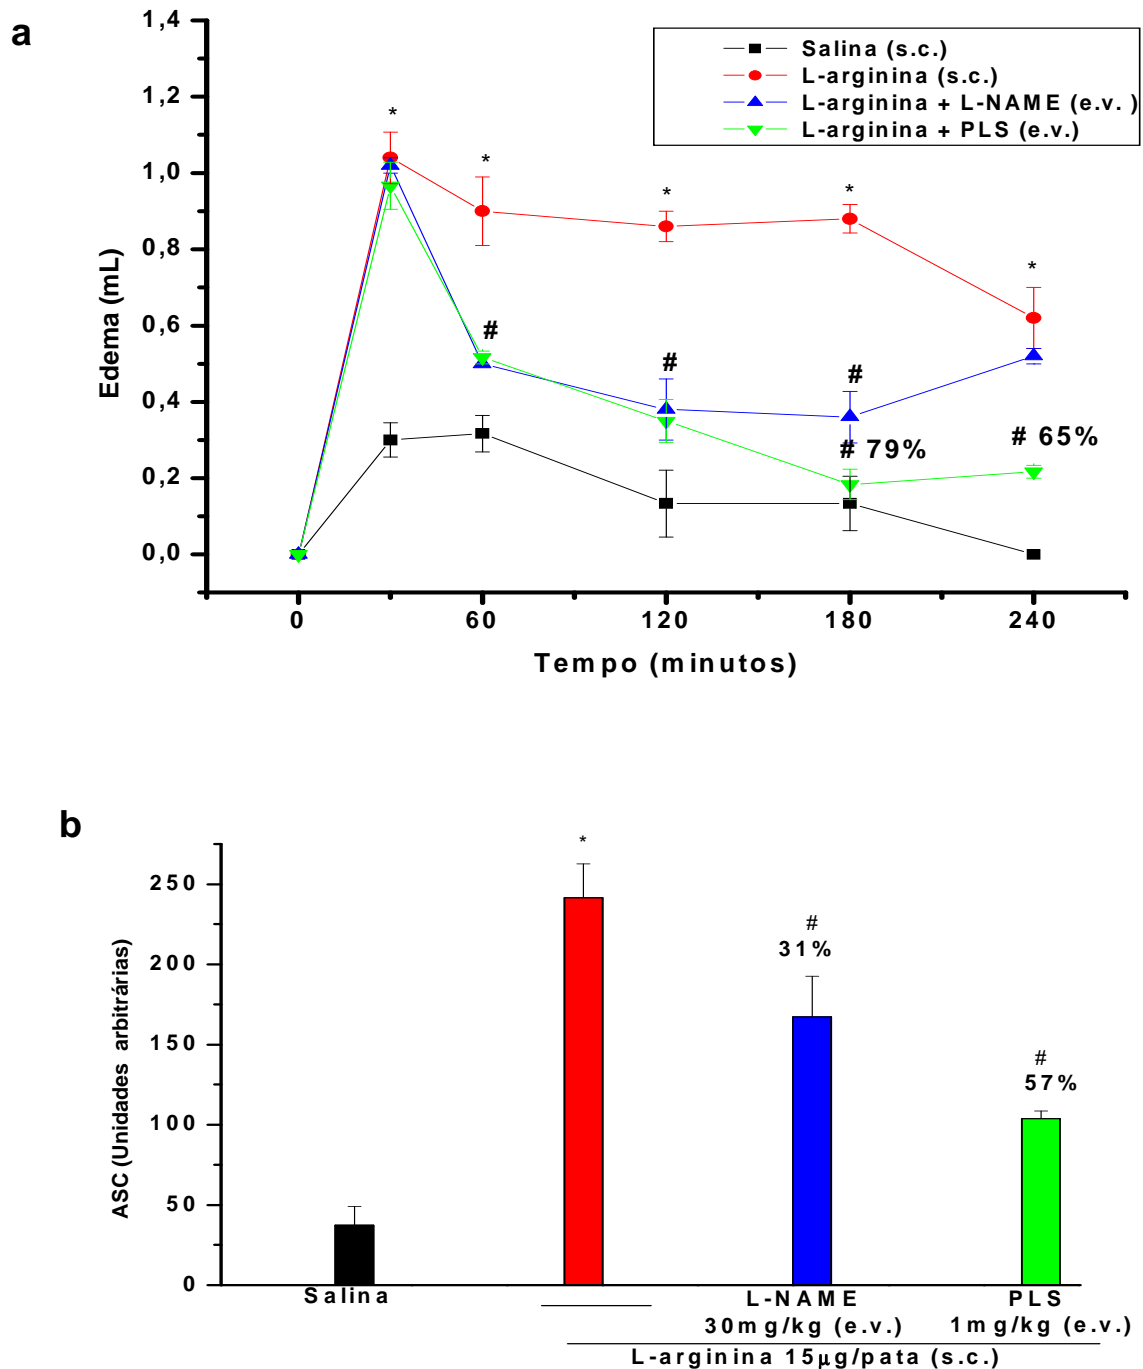 a
1,4
1,2
1,0
0,8
0,6
0,4
0,2
0,0
Edema (mL)
Salina (s.c.)
L-arginina (s.c.)
L-arginina + L-NAME (e.v. )
L-arginina + PLS (e.v.)
*
*
*
*
*
#
#
#
# 79%
# 65%
0 60 120 180 240
Tempo (minutos)
b
250
200
150
100
50
0
ASC (Unidades arbitrárias)
*
#
31%
#
57%
Salina L-NAME PLS
30mg/kg (e.v.) 1mg/kg (e.v.)
L-arginina 15µg/pata (s.c.)